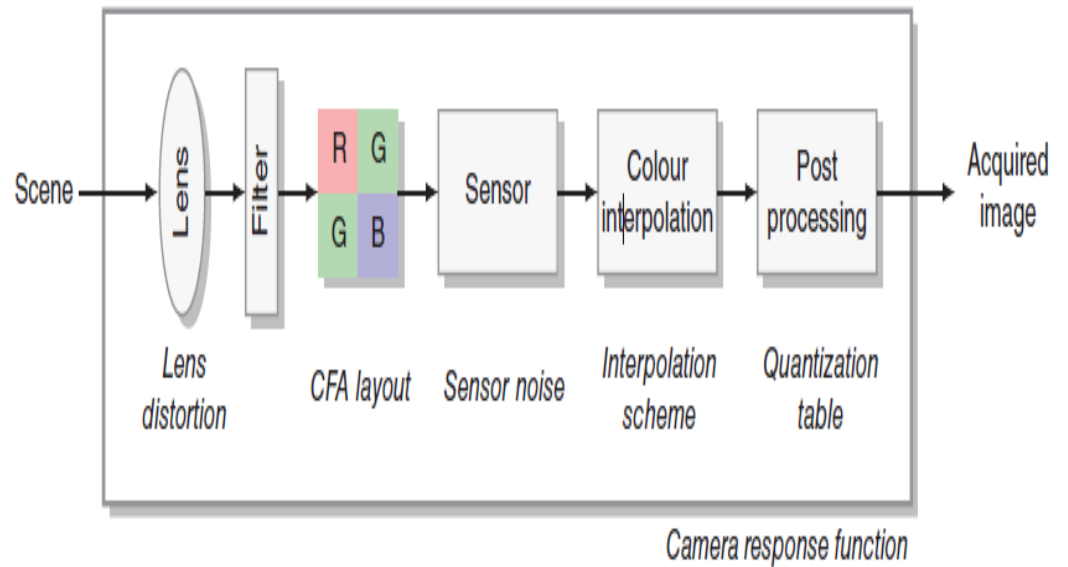 Scene
Lens
Filter
R G
G B
Sensor
Colour
interpolation
Post
processing
Acquired
image
Lens
distortion
CFA layout
Sensor noise
Interpolation
scheme
Quantization
table
Camera response function